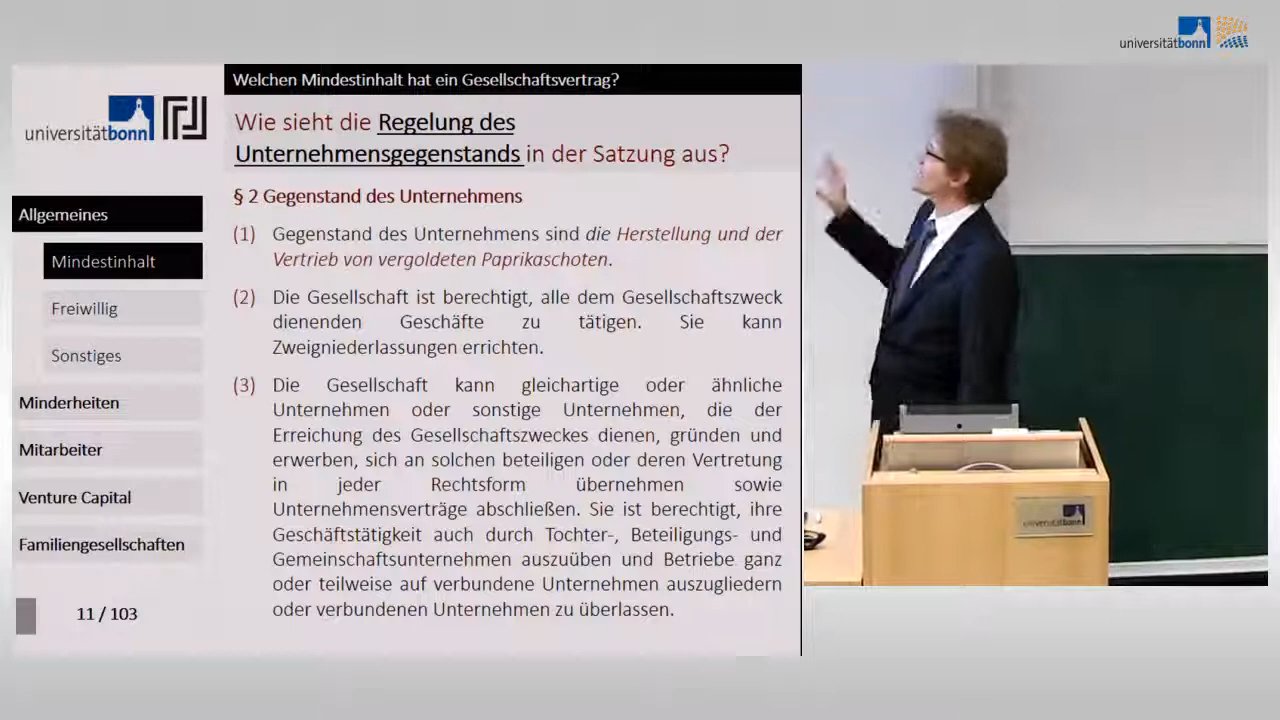 universitätbonn
Welchen Mindestinhalt hat ein Gesellschaftsvertrag?
universitätbonn
Wie sieht die Regelung des
Unternehmensgegenstands in der Satzung aus?
§ 2 Gegenstand des Unternehmens
Allgemeines
Mindestinhalt
Freiwillig
Sonstiges
Minderheiten
Mitarbeiter
Venture Capital
Familiengesellschaften
11 / 103
(1) Gegenstand des Unternehmens sind die Herstellung und der
Vertrieb von vergoldeten Paprikaschoten.
(2) Die Gesellschaft ist berechtigt, alle dem Gesellschaftszweck
dienenden Geschäfte zu tätigen. Sie kann
Zweigniederlassungen errichten.
(3) Die Gesellschaft kann gleichartige oder ähnliche
Unternehmen oder sonstige Unternehmen, die der
Erreichung des Gesellschaftszweckes dienen, gründen und
erwerben, sich an solchen beteiligen oder deren Vertretung
in jeder Rechtsform übernehmen sowie
Unternehmensverträge abschließen. Sie ist berechtigt, ihre
Geschäftstätigkeit auch durch Tochter-, Beteiligungs- und
Gemeinschaftsunternehmen auszuüben und Betriebe ganz
oder teilweise auf verbundene Unternehmen auszugliedern
oder verbundenen Unternehmen zu überlassen.
universitätbonn